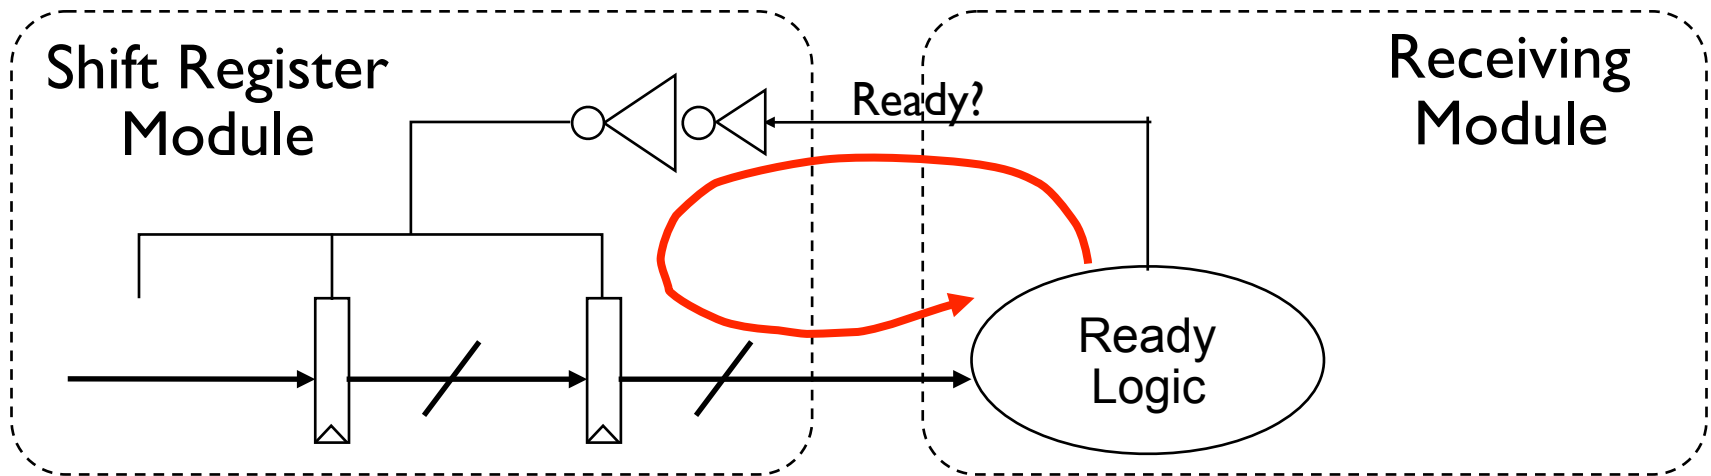 Shift Register
Module
Ready?
Receiving
Module
Ready
Logic